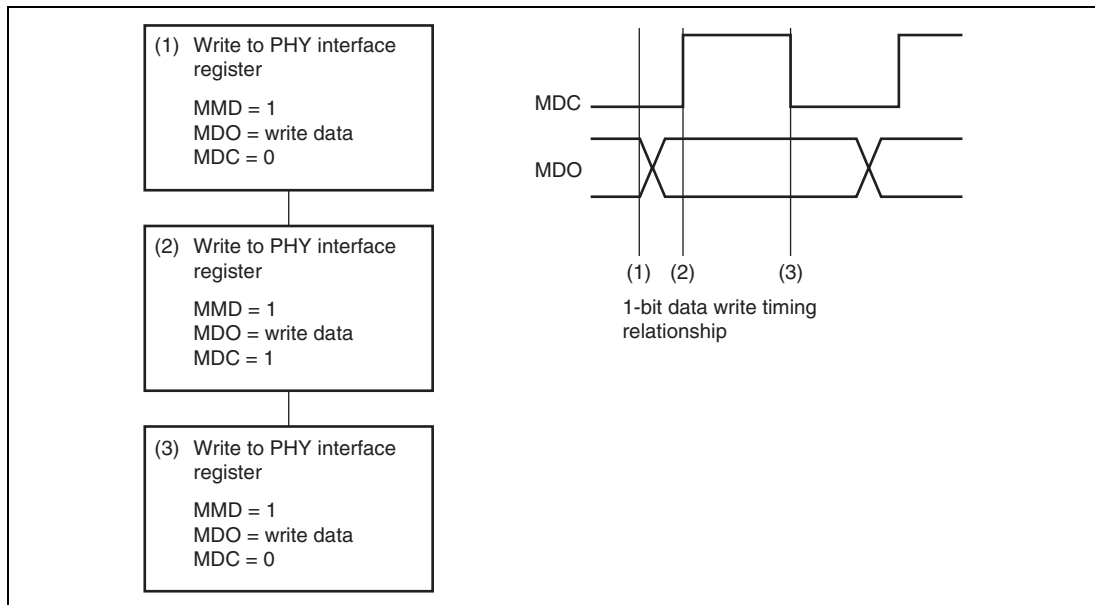 (1) Write to PHY interface
register
MMD = 1
MDO = write data
MDC = 0
(2) Write to PHY interface
register
MMD = 1
MDO = write data
MDC = 1
(3) Write to PHY interface
register
MMD = 1
MDO = write data
MDC = 0
MDC
MDO
(1) (2) (3)
1-bit data write timing
relationship